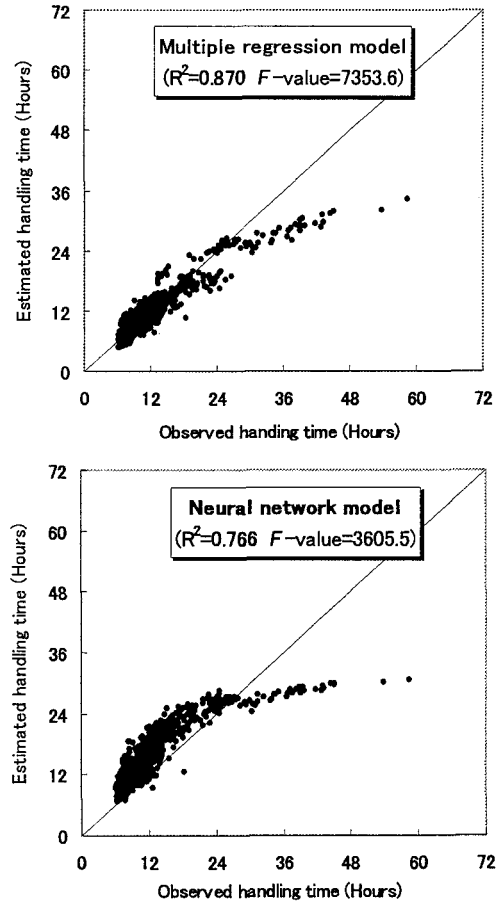 72
60
48
36
24
12
0
Estimated handling time (Hours)
Multiple regression model
(R²=0.870 F-value=7353.6)
0 12 24 36 48 60 72
Observed handing time (Hours)
72
60
48
36
24
12
0
Estimated handling time (Hours)
Neural network model
(R²=0.766 F-value=3605.5)
0 12 24 36 48 60 72
Observed handing time (Hours)